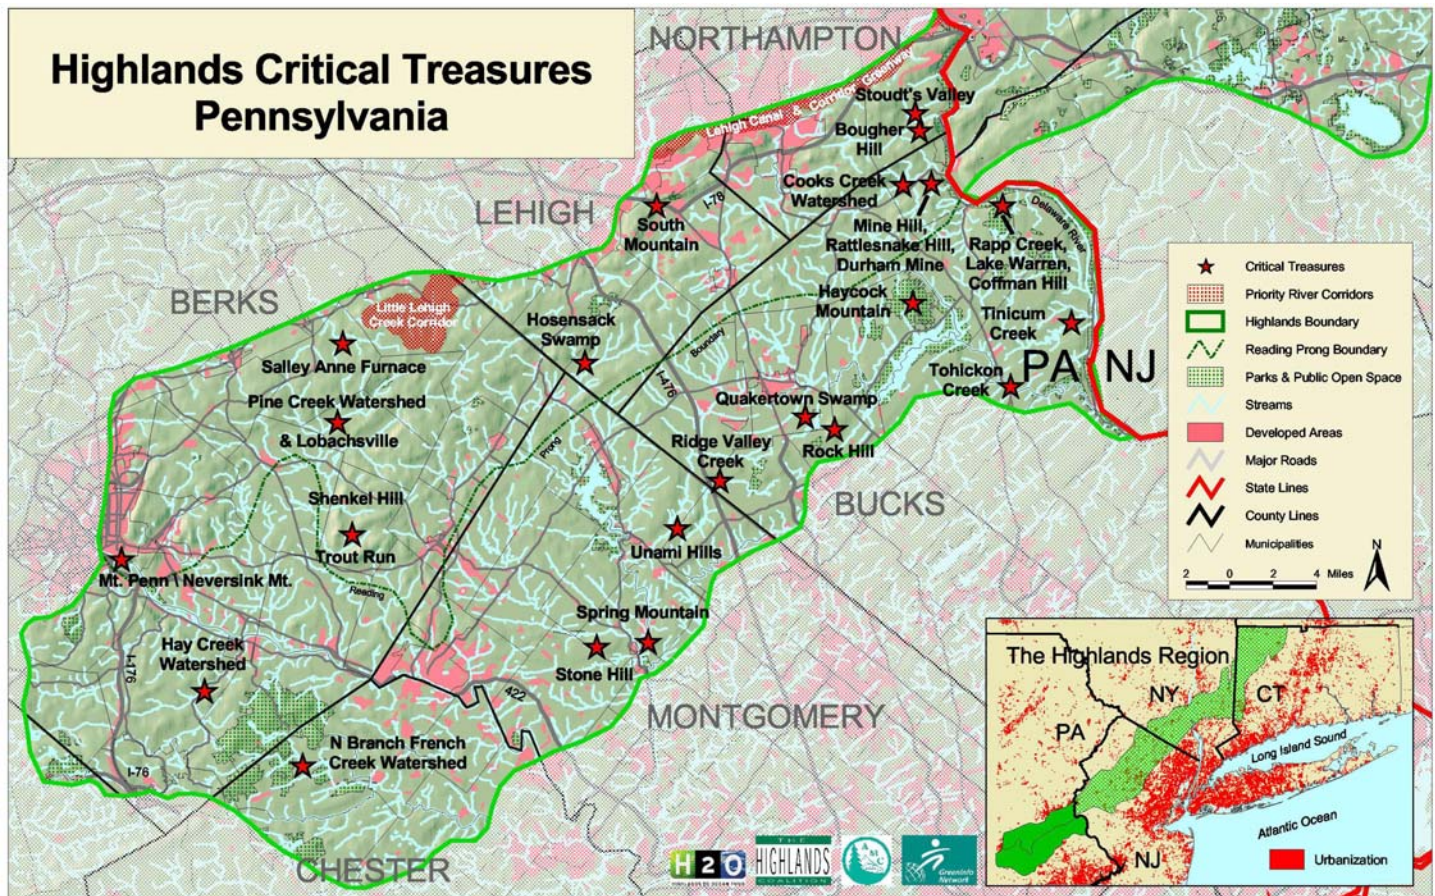 Highlands Critical Treasures
Pennsylvania
NORTHAMPTON
Lehigh Canal & Corridor Greenway
Stoudt's Valley
Bougher
Hill
Cooks Creek
Watershed
LEHIGH
I-78
South
Mountain
Mine Hill,
Rattlesnake Hill,
Durham Mine
Rapp Creek,
Lake Warren,
Coffman Hill
Delaware River
BERKS
Little Lehigh
Creek Corridor
Hosensack
Swamp
Haycock
Mountain
Tinicum
Creek
PA NJ
Salley Anne Furnace
Boundary
I-476
Tohickon
Creek
Pine Creek Watershed
& Lobachsville
Quakertown Swamp
Prong
Ridge Valley
Creek
Rock Hill
Shenkel Hill
BUCKS
Trout Run
Unami Hills
Mt. Penn \ Neversink Mt.
Reading
Spring Mountain
Hay Creek
Watershed
I-176
Stone Hill
422
MONTGOMERY
N Branch French
Creek Watershed
I-76
CHESTER
Critical Treasures
Priority River Corridors
Highlands Boundary
Reading Prong Boundary
Parks & Public Open Space
Streams
Developed Areas
Major Roads
State Lines
County Lines
Municipalities
N
2 0 2 4 Miles
The Highlands Region
NY
CT
PA
Long Island Sound
Atlantic Ocean
NJ
Urbanization
H2O
THE
HIGHLANDS
COALITION
AMC
GreenInfo
Network